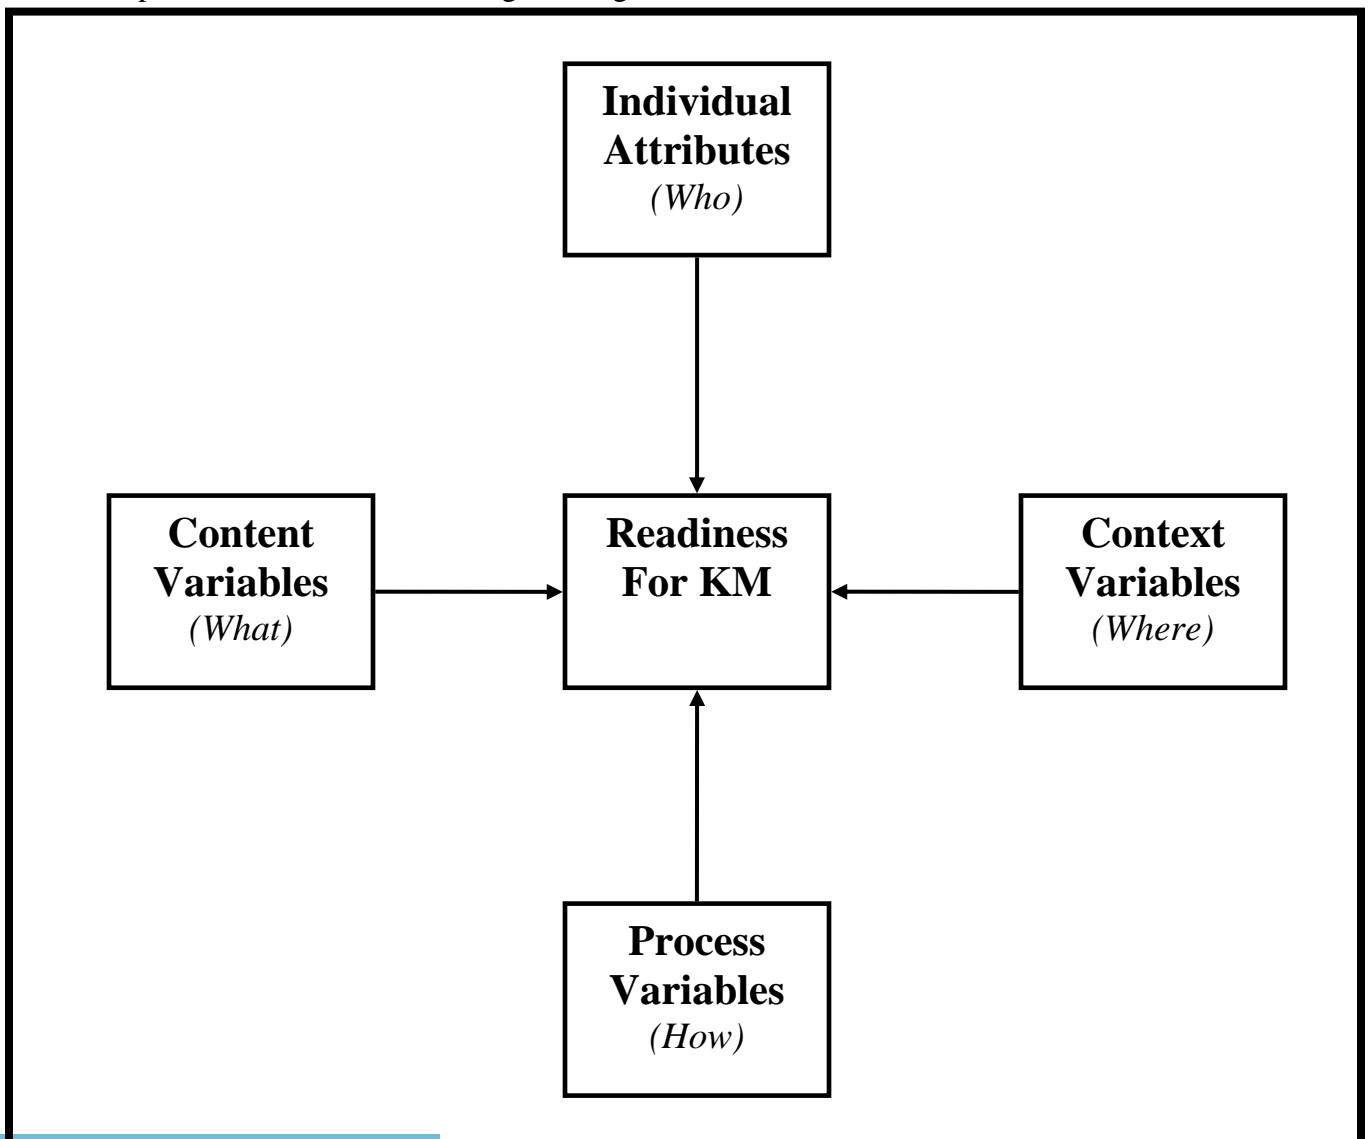 Individual
Attributes
(Who)
Content
Variables
(What)
Readiness
For KM
Context
Variables
(Where)
Process
Variables
(How)